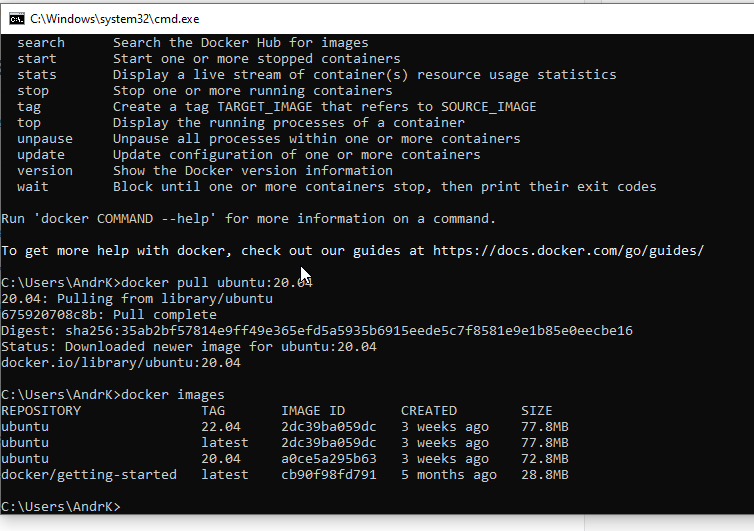 C:\Windows\system32\cmd.exe
search      Search the Docker Hub for images
start       Start one or more stopped containers
stats       Display a live stream of container(s) resource usage statistics
stop        Stop one or more running containers
tag         Create a tag TARGET_IMAGE that refers to SOURCE_IMAGE
top         Display the running processes of a container
unpause     Unpause all processes within one or more containers
update      Update configuration of one or more containers
version     Show the Docker version information
wait        Block until one or more containers stop, then print their exit codes
Run 'docker COMMAND --help' for more information on a command.
To get more help with docker, check out our guides at https://docs.docker.com/go/guides/
C:\Users\AndrK>docker pull ubuntu:20.04
20.04: Pulling from library/ubuntu
675920708c8b: Pull complete
Digest: sha256:35ab2bf57814e9ff49e365efd5a5935b6915eede5c7f8581e9e1b85e0eecbe16
Status: Downloaded newer image for ubuntu:20.04
docker.io/library/ubuntu:20.04
C:\Users\AndrK>docker images
REPOSITORY               TAG       IMAGE ID       CREATED        SIZE
ubuntu                   22.04     2dc39ba059dc   3 weeks ago    77.8MB
ubuntu                   latest    2dc39ba059dc   3 weeks ago    77.8MB
ubuntu                   20.04     a0ce5a295b63   3 weeks ago    72.8MB
docker/getting-started   latest    cb90f98fd791   5 months ago   28.8MB
C:\Users\AndrK>